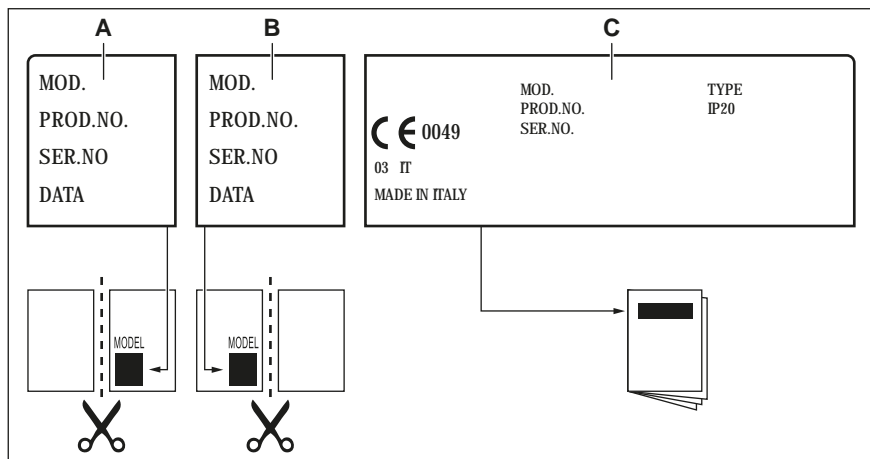 A
B
C
MOD.
PROD.NO.
SER.NO
DATA
MOD.
PROD.NO.
SER.NO
DATA
MOD.
PROD.NO.
SER.NO.
TYPE
IP20
CE 0049
03 IT
MADE IN ITALY
MODEL
MODEL